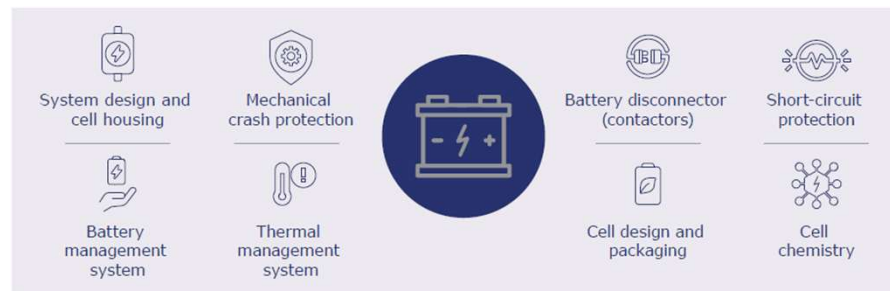 System design and
cell housing
Mechanical
crash protection
Battery disconnector
(contactors)
Short-circuit
protection
Battery
management
system
Thermal
management
system
Cell design and
packaging
Cell
chemistry